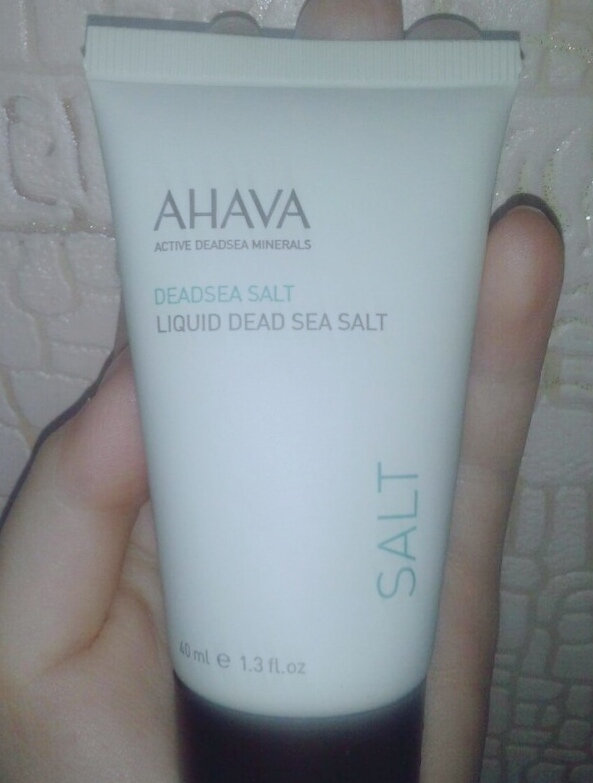 AHAVA
ACTIVE DEADSEA MINERALS
DEADSEA SALT
LIQUID DEAD SEA SALT
SALT
40 ml e 1.3 fl.oz